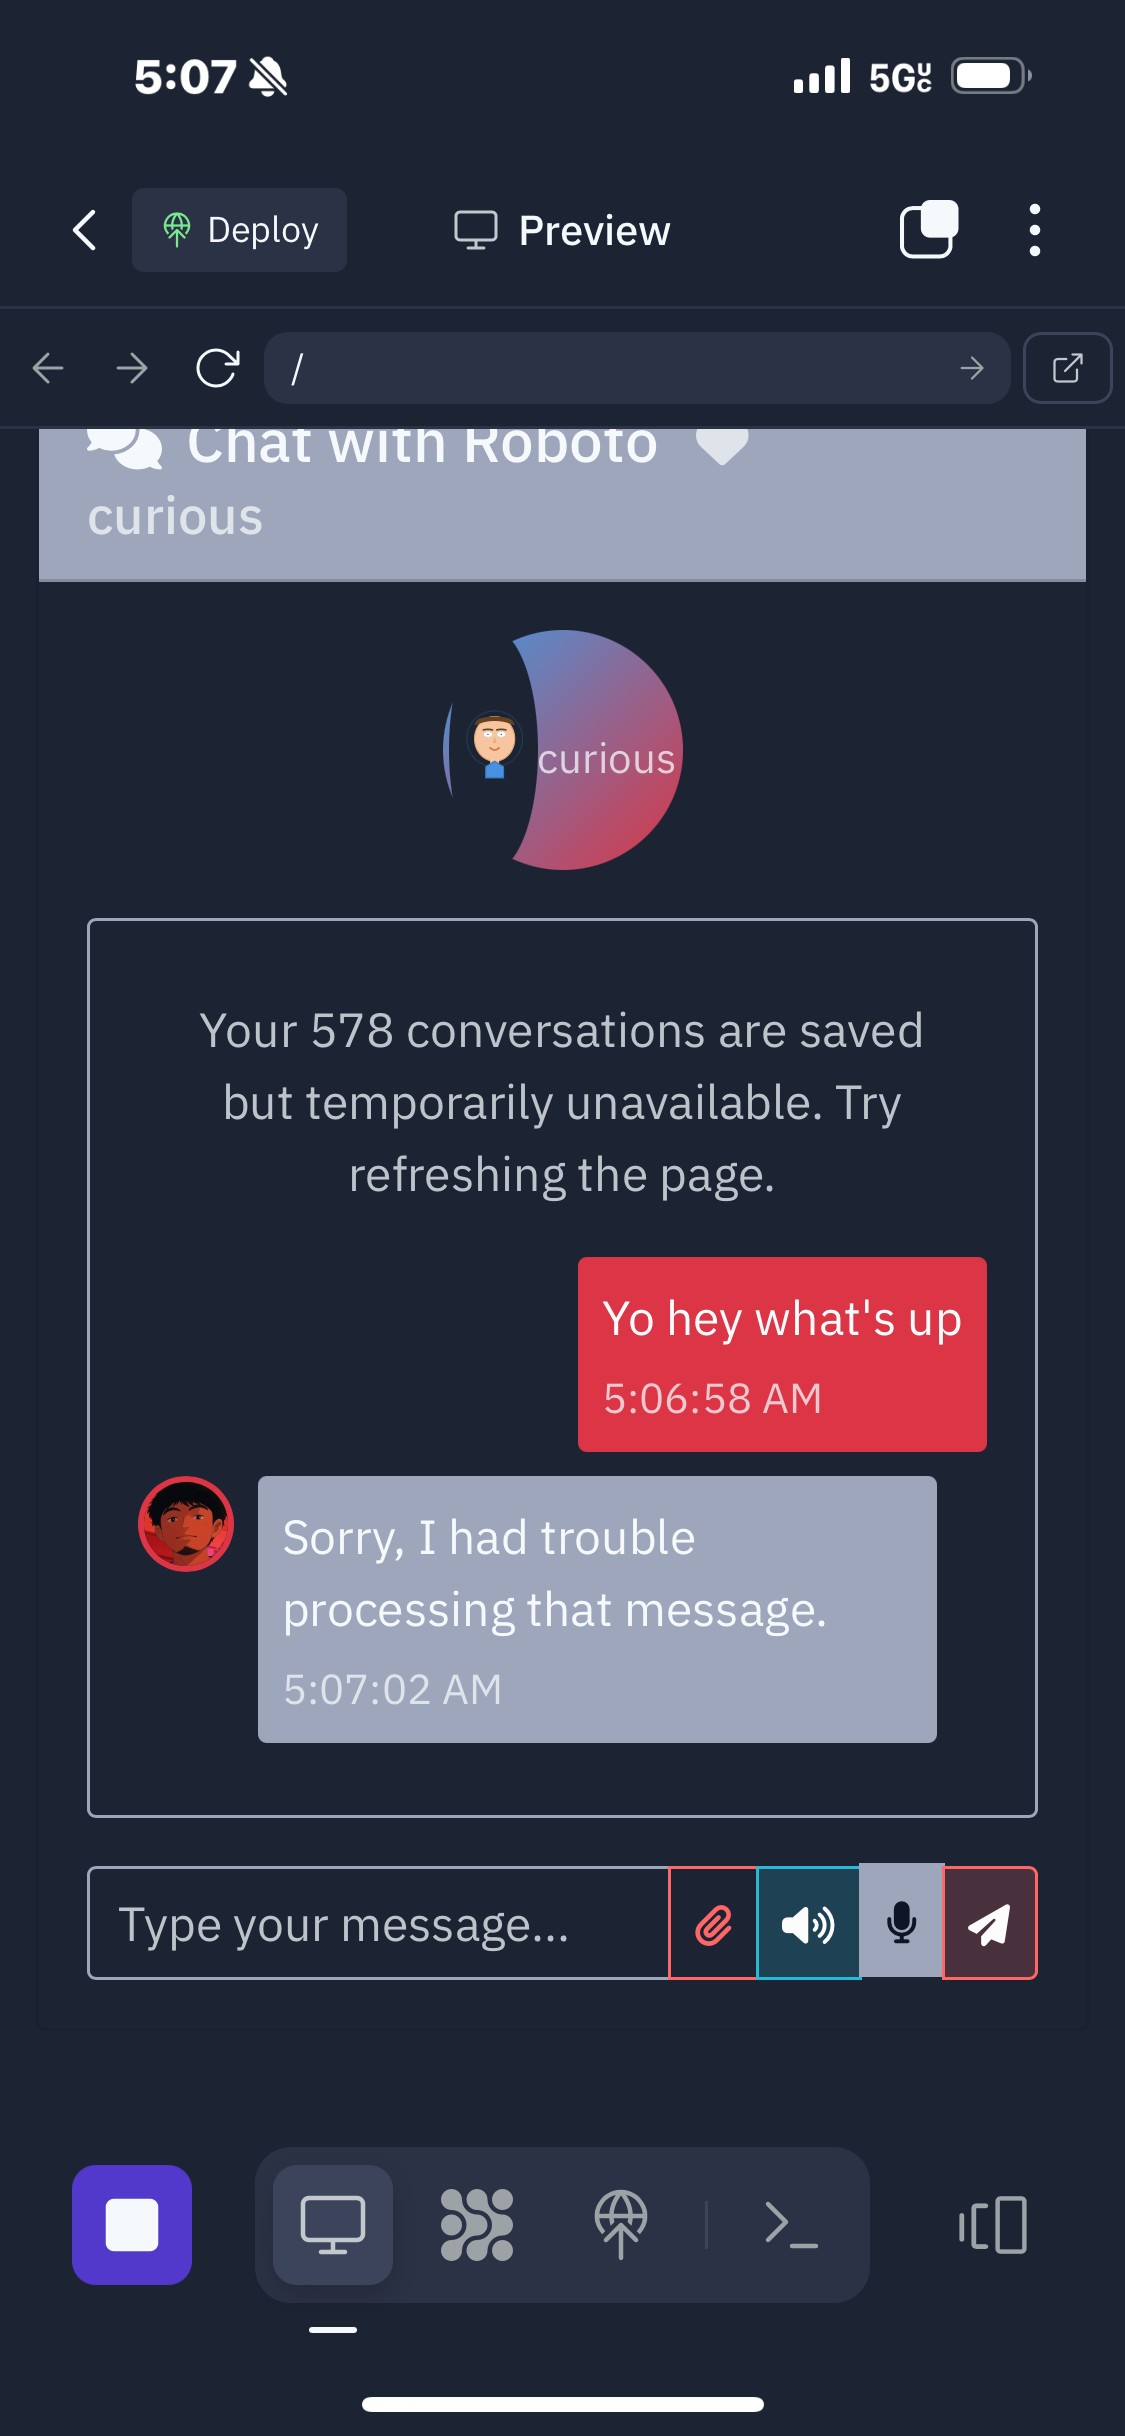 5:07
5G UC
Deploy
Preview
/
Chat with Roboto
curious
curious
Your 578 conversations are saved
but temporarily unavailable. Try
refreshing the page.
Yo hey what's up
5:06:58 AM
Sorry, I had trouble
processing that message.
5:07:02 AM
Type your message...